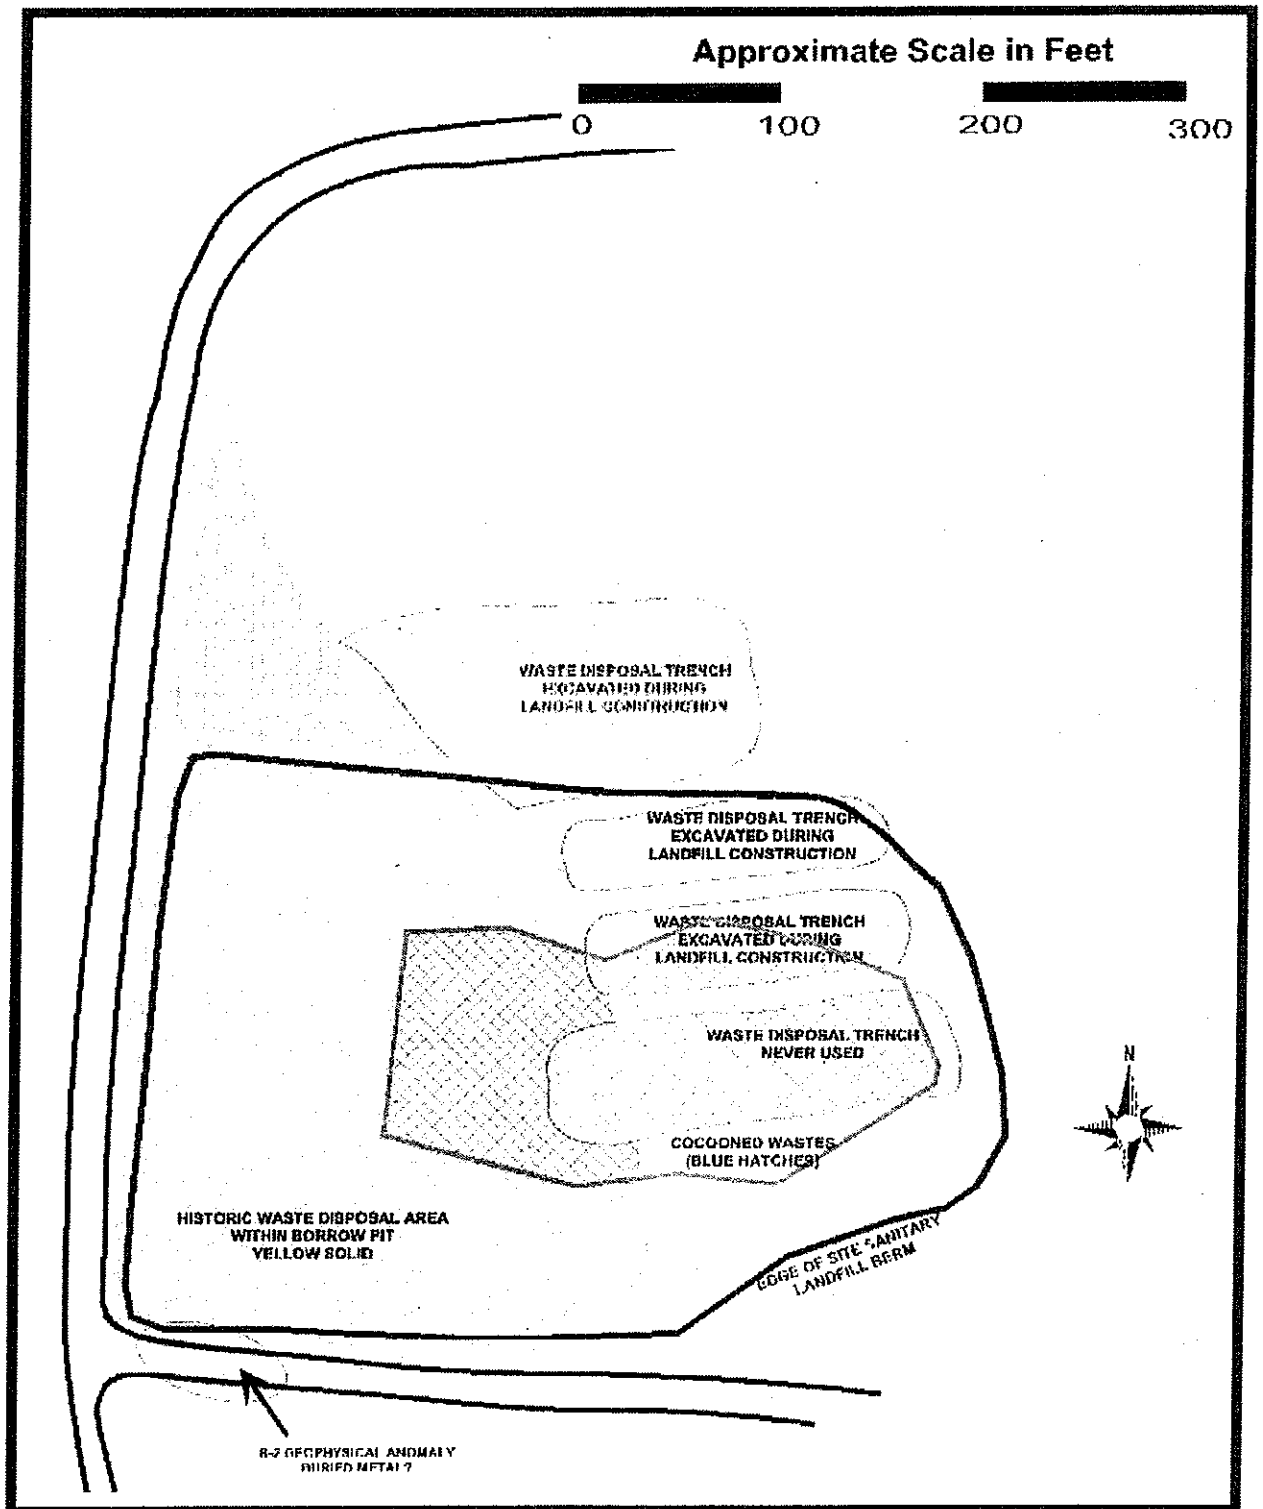 Approximate Scale in Feet
0 100 200 300
WASTE DISPOSAL TRENCH
EXCAVATED DURING
LANDFILL CONSTRUCTION
WASTE DISPOSAL TRENCH
EXCAVATED DURING
LANDFILL CONSTRUCTION
WASTE DISPOSAL TRENCH
EXCAVATED DURING
LANDFILL CONSTRUCTION
WASTE DISPOSAL TRENCH
NEVER USED
N
COCOONED WASTES
(BLUE HATCHES)
HISTORIC WASTE DISPOSAL AREA
WITHIN BORROW PIT
YELLOW SOLID
EDGE OF SITE SANITARY
LANDFILL BERM
GEOPHYSICAL ANOMALY
BURIED METAL?